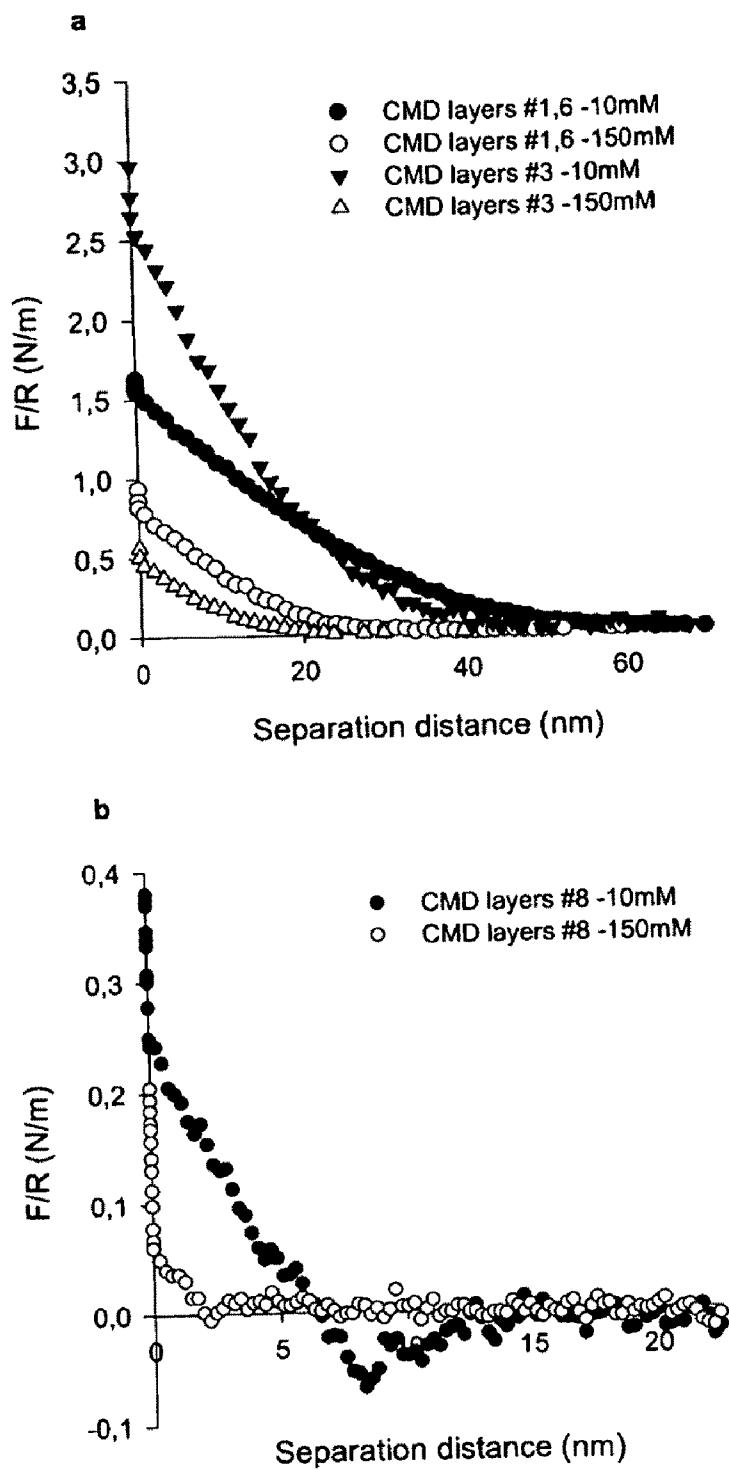 a
3,5
3,0
2,5
2,0
1,5
1,0
0,5
0,0
F/R (N/m)
CMD layers #1,6 -10mM
CMD layers #1,6 -150mM
CMD layers #3 -10mM
CMD layers #3 -150mM
0
20
40
60
Separation distance (nm)
b
0,4
0,3
0,2
0,1
0,0
-0,1
F/R (N/m)
CMD layers #8 -10mM
CMD layers #8 -150mM
0
5
15
20
Separation distance (nm)